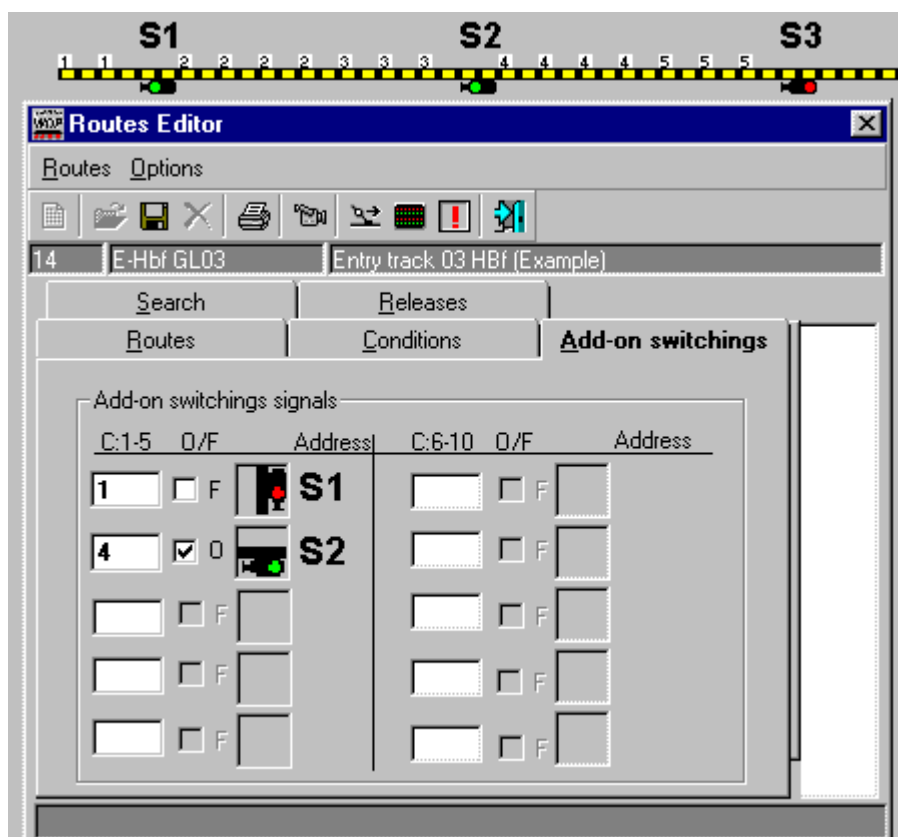 S1 S2 S3
1 1 2 2 2 2 3 3 3 4 4 4 4 5 5 5
Routes Editor
Routes Options
14 E-Hbf GL03 Entry track 03 HBf (Example)
Search Releases
Routes Conditions Add-on switchings
Add-on switchings signals
C:1-5 O/F Address C:6-10 O/F Address
1 F S1 F
4 O S2 F
F F
F F
F F